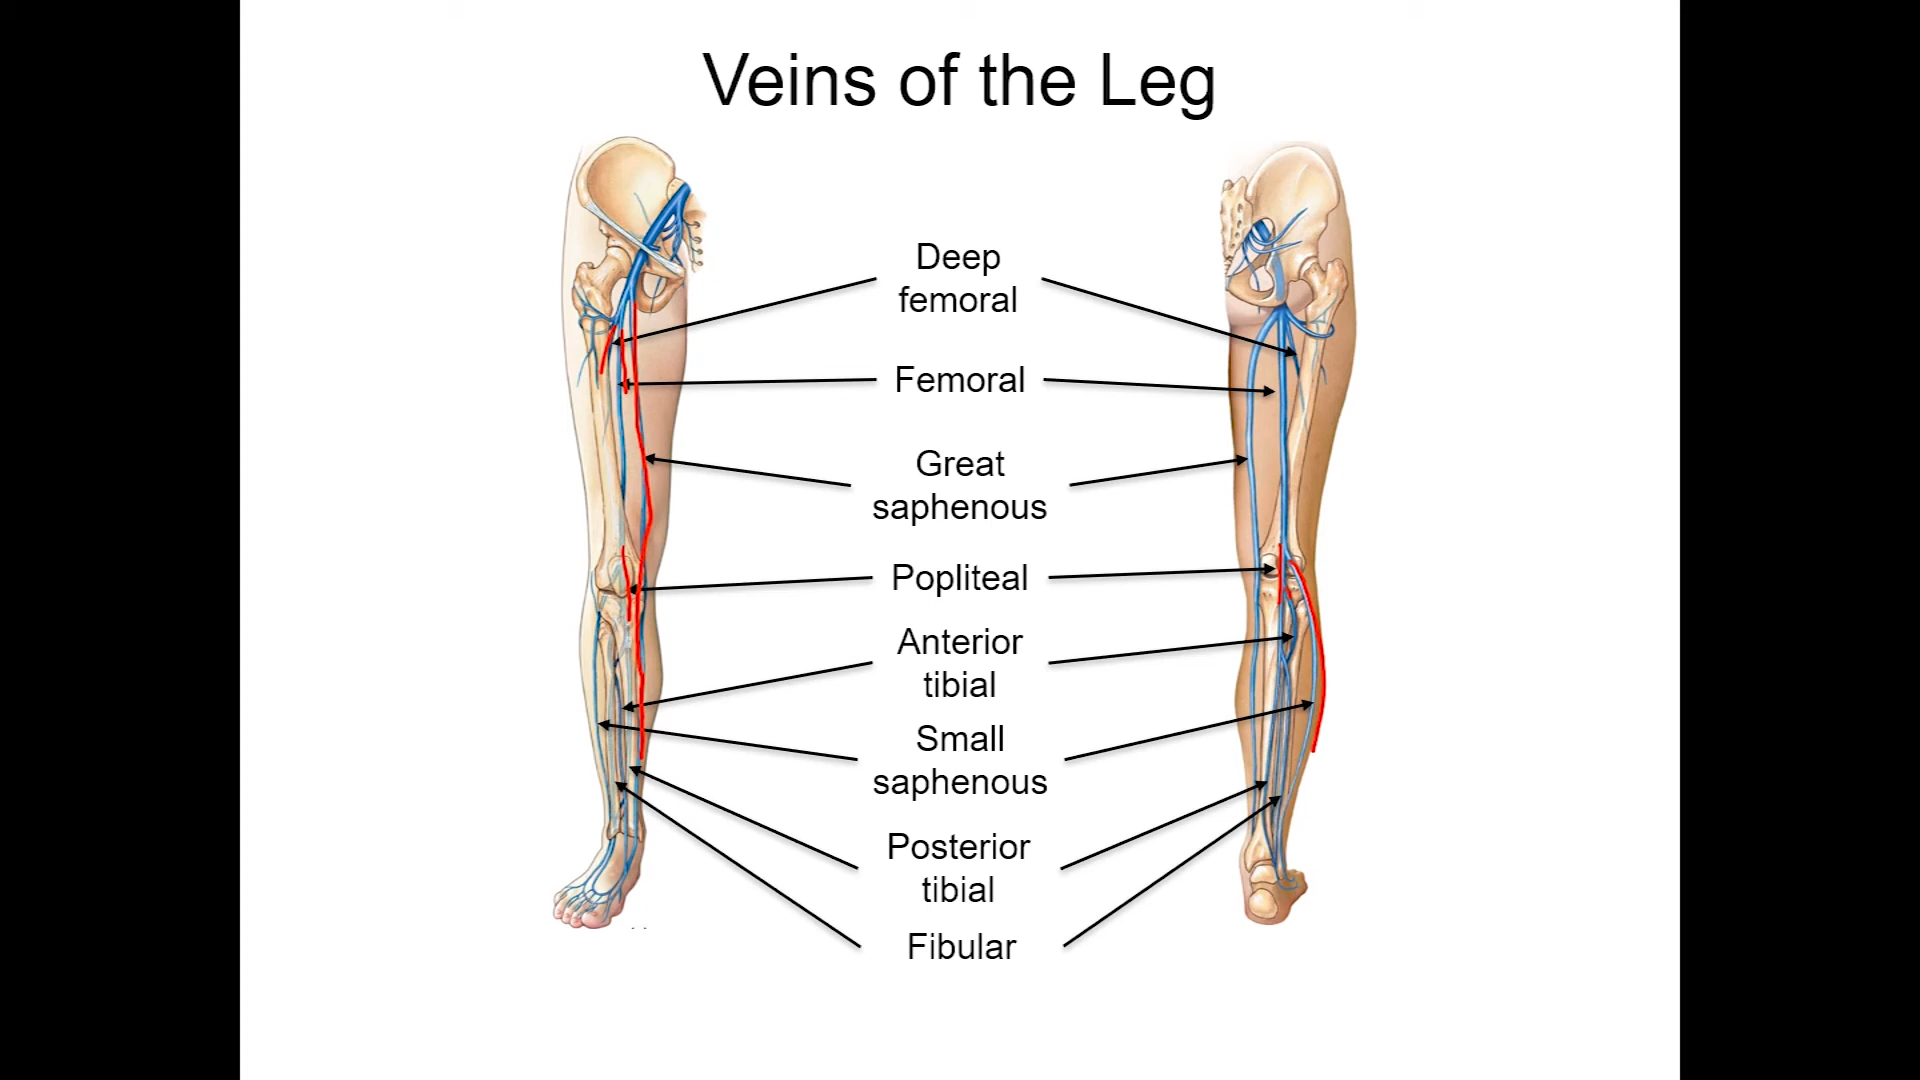 Veins of the Leg
Deep
femoral
Femoral
Great
saphenous
Popliteal
Anterior
tibial
Small
saphenous
Posterior
tibial
Fibular